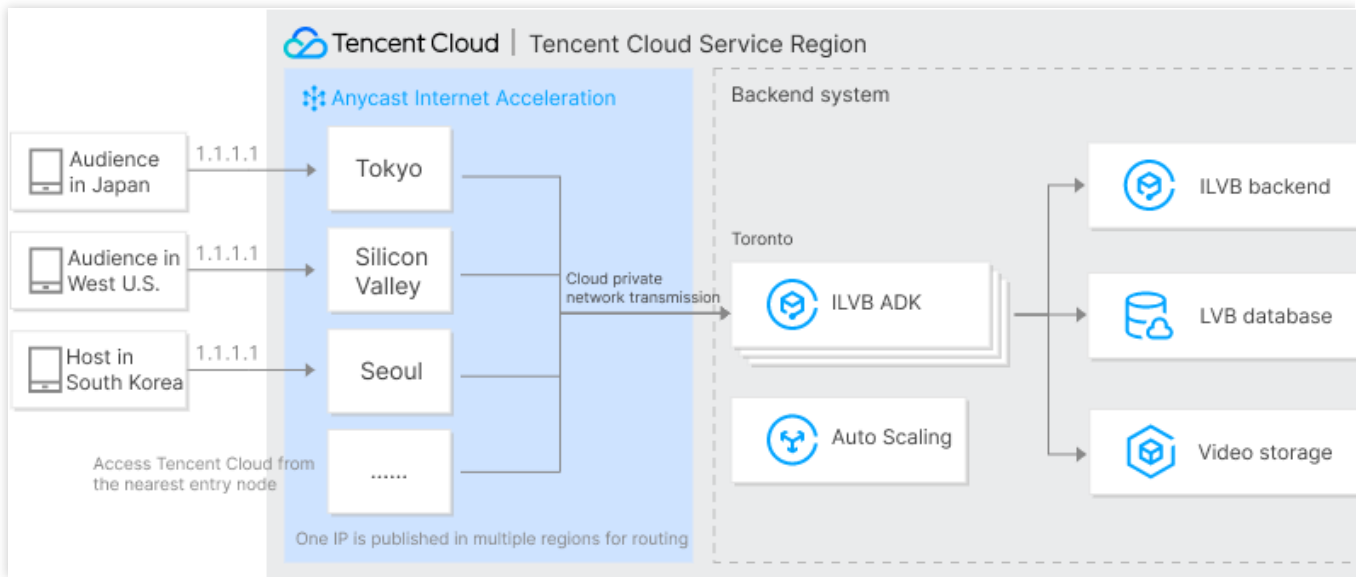 Tencent Cloud | Tencent Cloud Service Region
Anycast Internet Acceleration
Backend system
Audience
in Japan
1.1.1.1
Tokyo
Audience in
West U.S.
1.1.1.1
Silicon
Valley
Host in
South Korea
1.1.1.1
Seoul
......
Access Tencent Cloud from
the nearest entry node
One IP is published in multiple regions for routing
Cloud private
network transmission
Toronto
ILVB ADK
Auto Scaling
ILVB backend
LVB database
Video storage